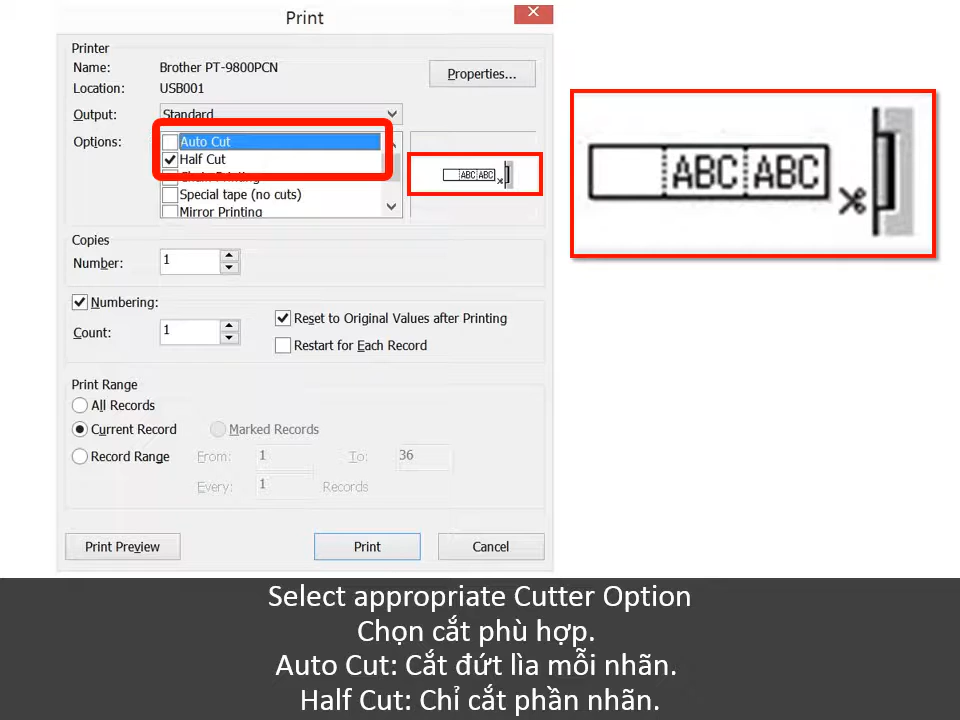 Print
Printer
Name: Brother PT-9800PCN
Properties...
Location: USB001
Output: Standard
Options: Auto Cut
Half Cut
Chain Printing
Special tape (no cuts)
Mirror Printing
ABC ABC
ABC ABC
Copies
Number: 1
Numbering:
Count: 1
Reset to Original Values after Printing
Restart for Each Record
Print Range
All Records
Current Record Marked Records
Record Range From: 1 To: 36
Every: 1 Records
Print Preview Print Cancel
Select appropriate Cutter Option
Chọn cắt phù hợp.
Auto Cut: Cắt đứt lìa mỗi nhãn.
Half Cut: Chỉ cắt phần nhãn.